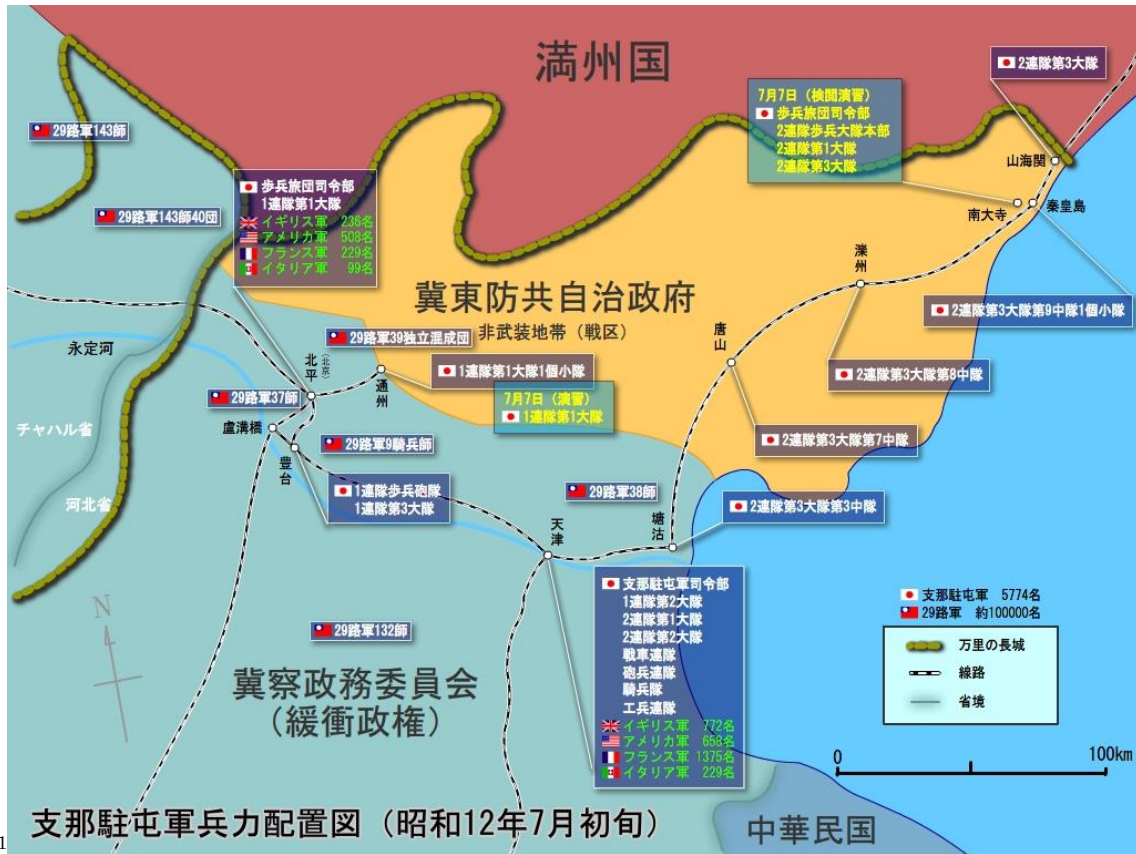 満州国
2連隊第3大隊
7月7日（検閲演習）
歩兵旅団司令部
2連隊歩兵大隊本部
2連隊第1大隊
2連隊第3大隊
29路軍143師
山海関
歩兵旅団司令部
1連隊第1大隊
イギリス軍 236名
アメリカ軍 508名
フランス軍 229名
イタリア軍 99名
29路軍143師40団
南大寺
秦皇島
灤州
冀東防共自治政府
非武装地帯（戦区）
2連隊第3大隊第9中隊1個小隊
唐山
29路軍39独立混成団
永定河
北平
（北京）
通州
1連隊第1大隊1個小隊
2連隊第3大隊第8中隊
7月7日（演習）
1連隊第1大隊
29路軍37師
チャハル省
盧溝橋
2連隊第3大隊第7中隊
29路軍9騎兵師
豊台
河北省
1連隊歩兵砲隊
1連隊第3大隊
29路軍38師
塘沽
2連隊第3大隊第3中隊
天津
支那駐屯軍司令部
1連隊第2大隊
2連隊第1大隊
2連隊第2大隊
戦車連隊
砲兵連隊
騎兵隊
工兵連隊
イギリス軍 772名
アメリカ軍 658名
フランス軍 1375名
イタリア軍 229名
N
29路軍132師
冀察政務委員会
（緩衝政権）
支那駐屯軍 5774名
29路軍 約100000名
万里の長城
線路
省境
0 100km
中華民国
支那駐屯軍兵力配置図（昭和12年7月初旬）
1